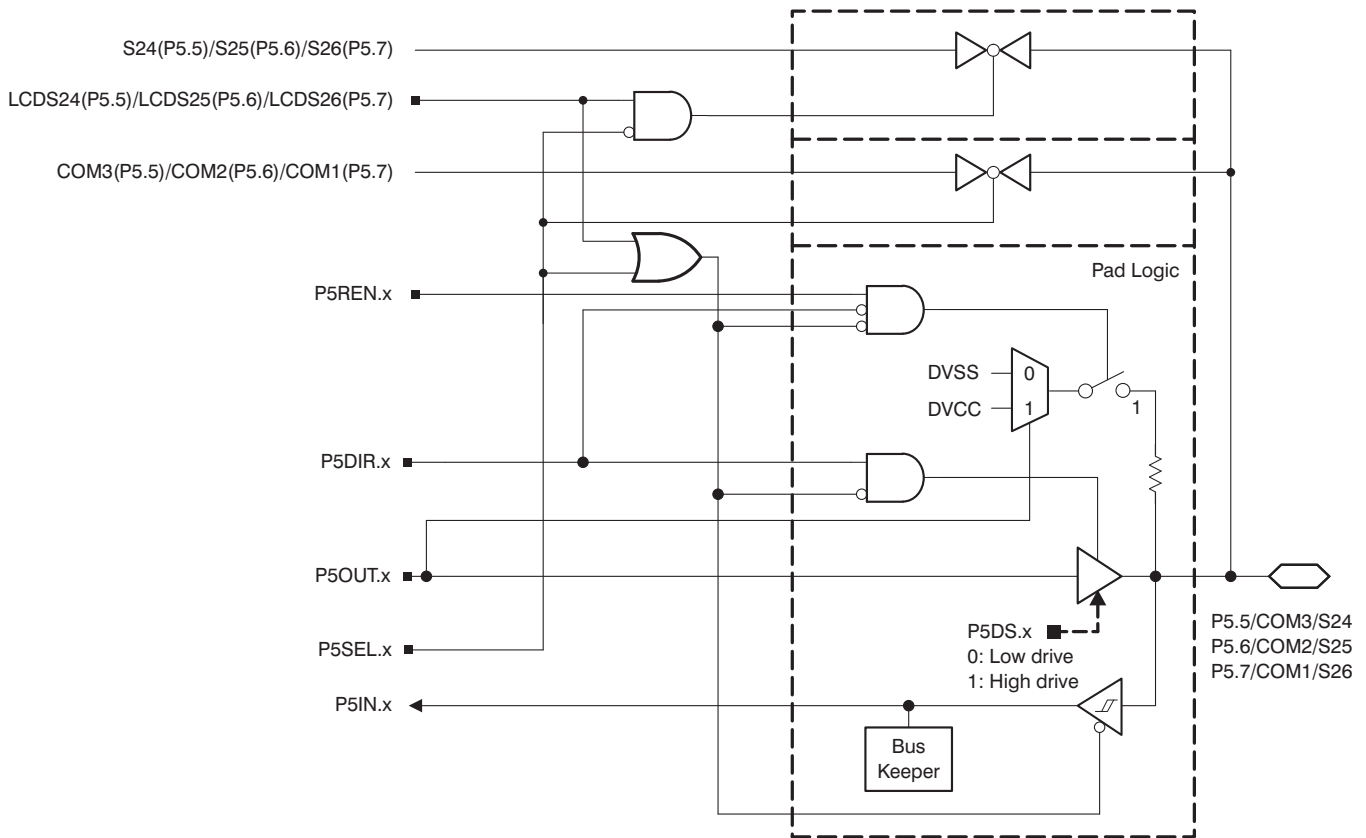 S24(P5.5)/S25(P5.6)/S26(P5.7)
LCDS24(P5.5)/LCDS25(P5.6)/LCDS26(P5.7)
COM3(P5.5)/COM2(P5.6)/COM1(P5.7)
Pad Logic
P5REN.x
DVSS
0
DVCC
1
1
P5DIR.x
P5OUT.x
P5SEL.x
P5DS.x
0: Low drive
1: High drive
P5.5/COM3/S24
P5.6/COM2/S25
P5.7/COM1/S26
P5IN.x
Bus
Keeper